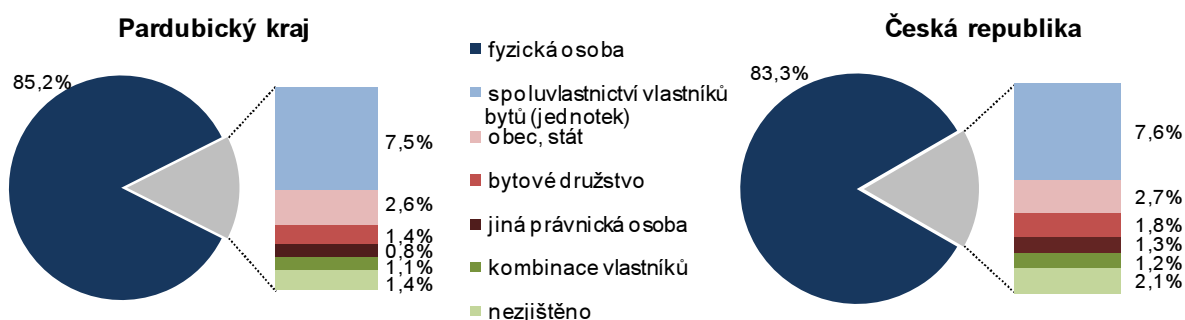 Pardubický kraj
85,2%
7,5%
2,6%
1,4%
0,8%
1,1%
1,4%
fyzická osoba
spoluvlastnictví vlastníků
bytů (jednotek)
obec, stát
bytové družstvo
jiná právnická osoba
kombinace vlastníků
nezjištěno
Česká republika
83,3%
7,6%
2,7%
1,8%
1,3%
1,2%
2,1%